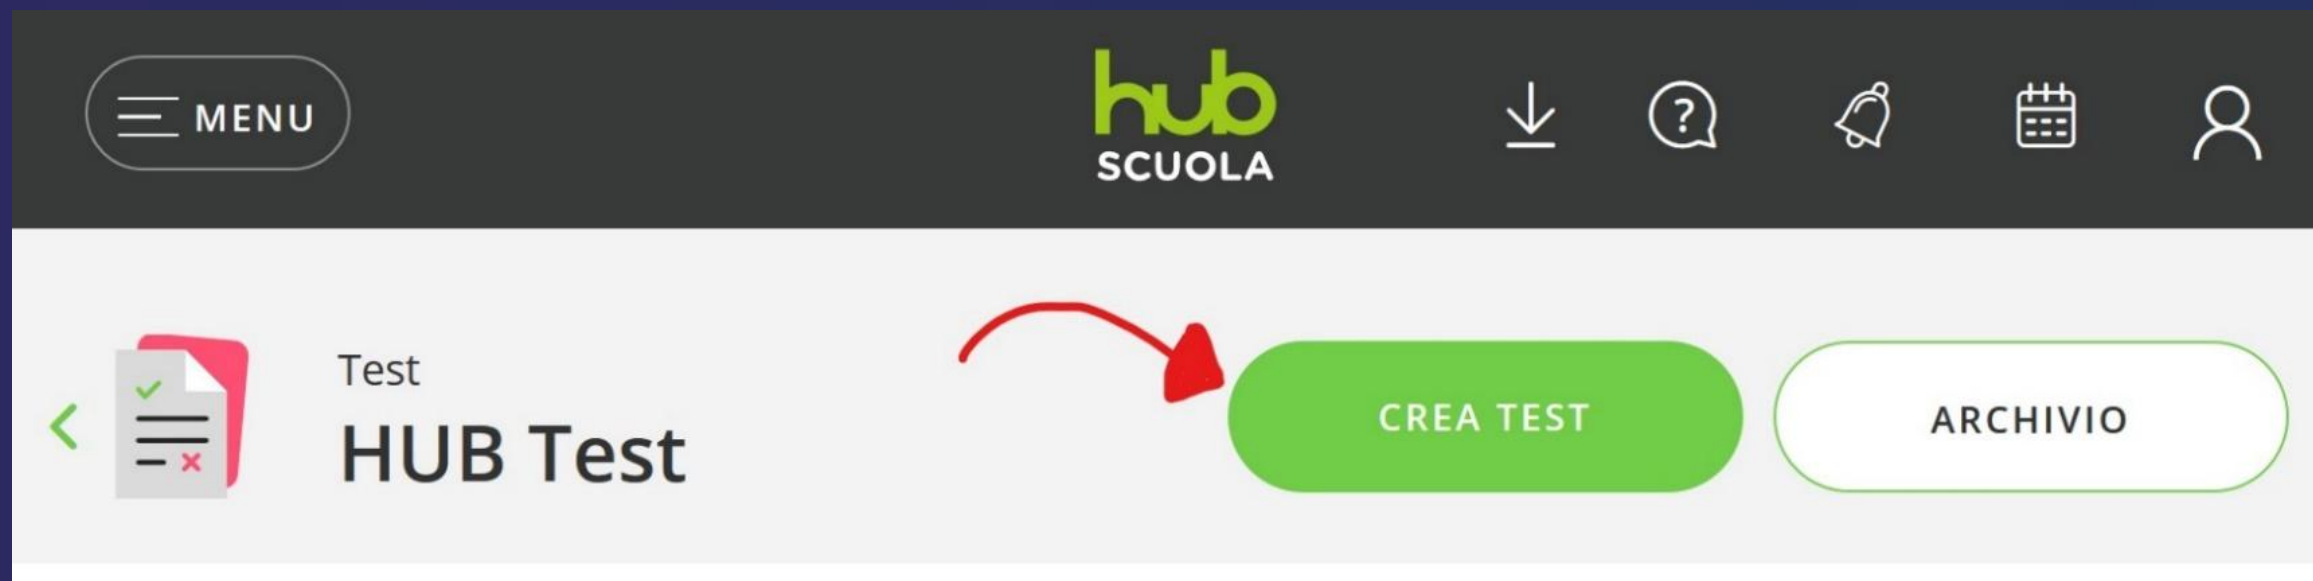 MENU
hub
SCUOLA
?
Test
HUB Test
CREA TEST
ARCHIVIO